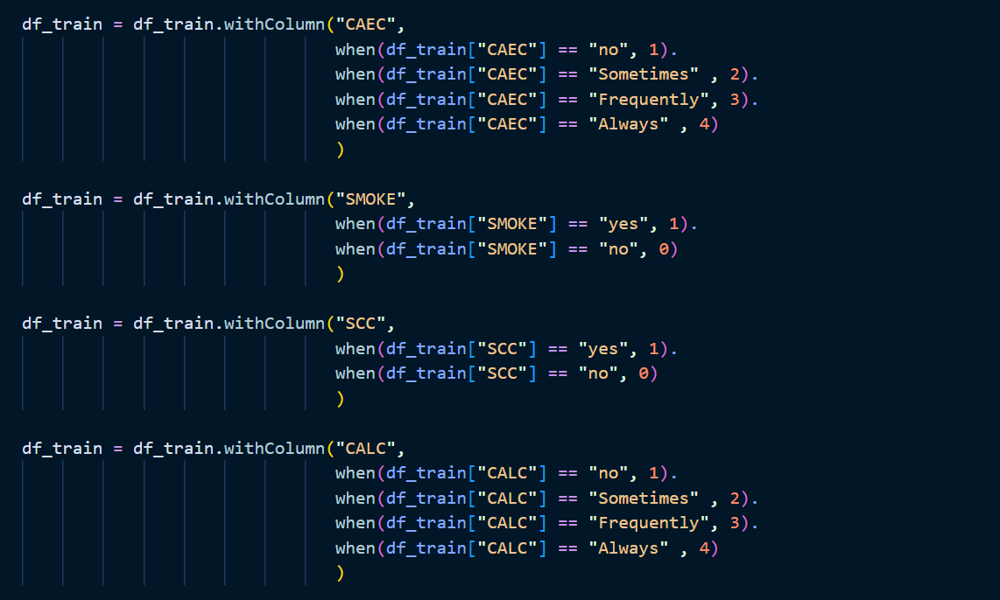 df_train = df_train.withColumn("CAEC",
when(df_train["CAEC"] == "no", 1).
when(df_train["CAEC"] == "Sometimes" , 2).
when(df_train["CAEC"] == "Frequently", 3).
when(df_train["CAEC"] == "Always" , 4)
)
df_train = df_train.withColumn("SMOKE",
when(df_train["SMOKE"] == "yes", 1).
when(df_train["SMOKE"] == "no", 0)
)
df_train = df_train.withColumn("SCC",
when(df_train["SCC"] == "yes", 1).
when(df_train["SCC"] == "no", 0)
)
df_train = df_train.withColumn("CALC",
when(df_train["CALC"] == "no", 1).
when(df_train["CALC"] == "Sometimes" , 2).
when(df_train["CALC"] == "Frequently", 3).
when(df_train["CALC"] == "Always" , 4)
)